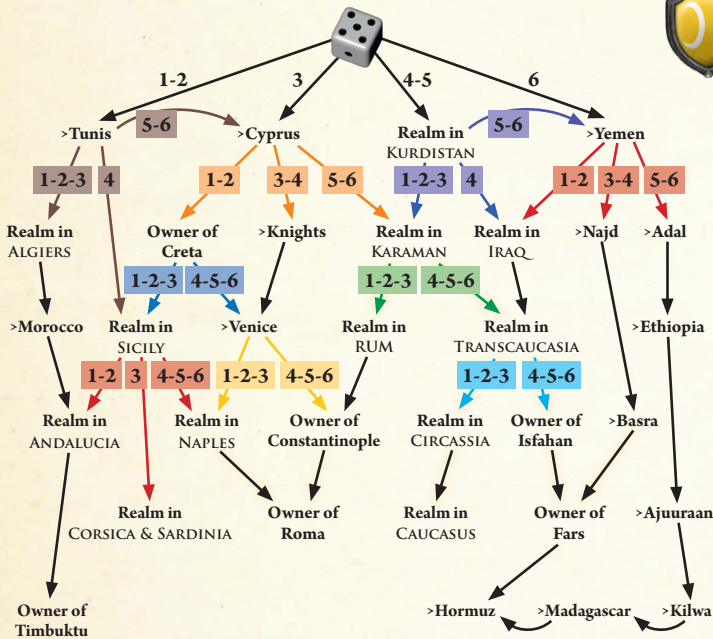 1-2
3
4-5
6
>Tunis
5-6
>Cyprus
Realm in
KURDISTAN
5-6
>Yemen
1-2-3
4
1-2
3-4
5-6
1-2-3
4
1-2
3-4
5-6
Realm in
ALGIERS
Owner of
Creta
>Knights
Realm in
KARAMAN
Realm in
IRAQ
>Najd
>Adal
1-2-3
4-5-6
1-2-3
4-5-6
>Morocco
Realm in
SICILY
>Venice
Realm in
RUM
Realm in
TRANSCAUCASIA
>Ethiopia
1-2
3
4-5-6
1-2-3
4-5-6
1-2-3
4-5-6
Realm in
ANDALUCIA
Realm in
NAPLES
Owner of
Constantinople
Realm in
CIRCASSIA
Owner of
Isfahan
>Basra
Realm in
CORSICA & SARDINIA
Owner of
Roma
Realm in
CAUCASUS
Owner of
Fars
>Ajuuraan
Owner of
Timbuktu
>Hormuz
>Madagascar
>Kilwa